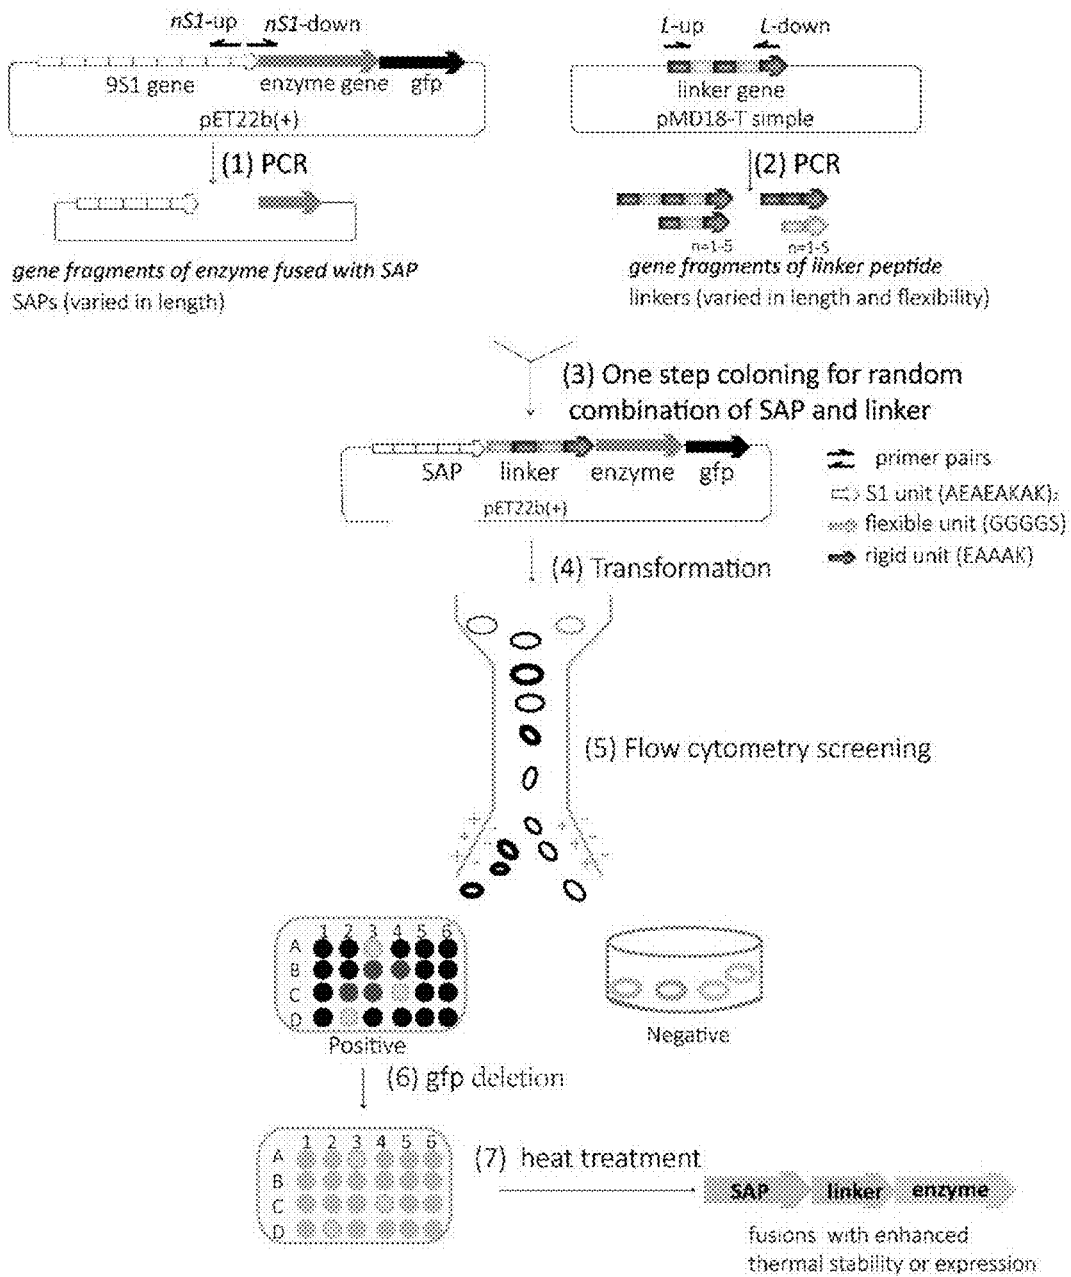 nS1-up nS1-down
9S1 gene enzyme gene gfp
pET22b(+)
(1) PCR
gene fragments of enzyme fused with SAP
SAPs (varied in length)
L-up L-down
linker gene
pMD18-T simple
(2) PCR
n=1-5 n=1-5
gene fragments of linker peptide
linkers (varied in length and flexibility)
(3) One step coloning for random
combination of SAP and linker
SAP linker enzyme gfp
pET22b(+)
primer pairs
S1 unit (AEAEAKAK)₂
flexible unit (GGGGS)
rigid unit (EAAAK)
(4) Transformation
(5) Flow cytometry screening
1 2 3 4 5 6
A
B
C
D
Positive
Negative
(6) gfp deletion
1 2 3 4 5 6
A
B
C
D
(7) heat treatment
SAP linker enzyme
fusions with enhanced
thermal stability or expression